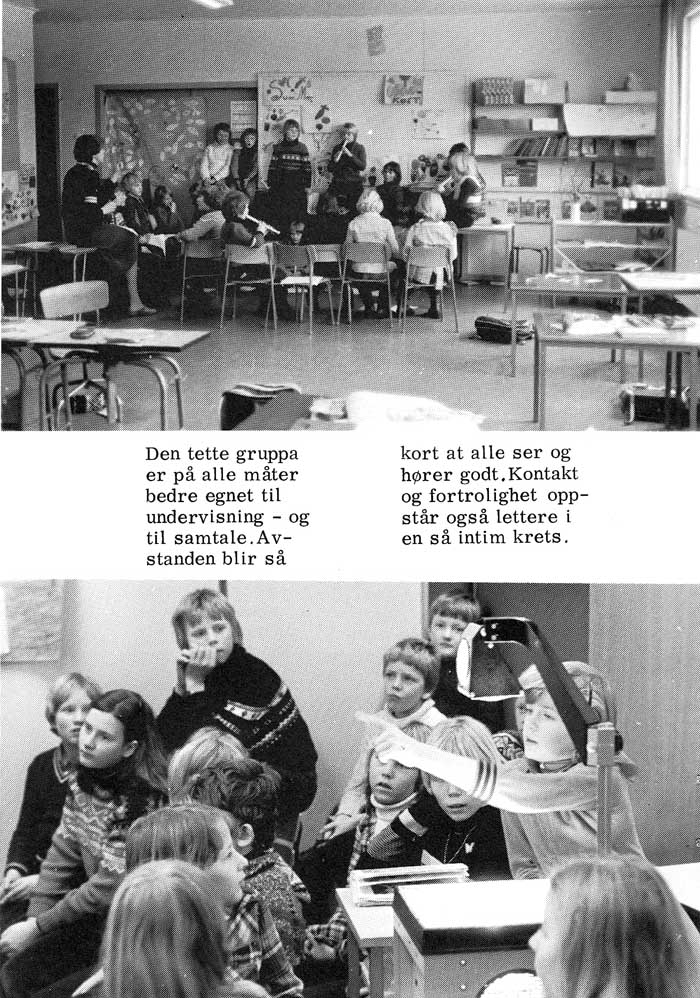 Den tette gruppa
er på alle måter
bedre egnet til
undervisning - og
til samtale. Av-
standen blir så
kort at alle ser og
hører godt. Kontakt
og fortrolighet opp-
står også lettere i
en så intim krets.